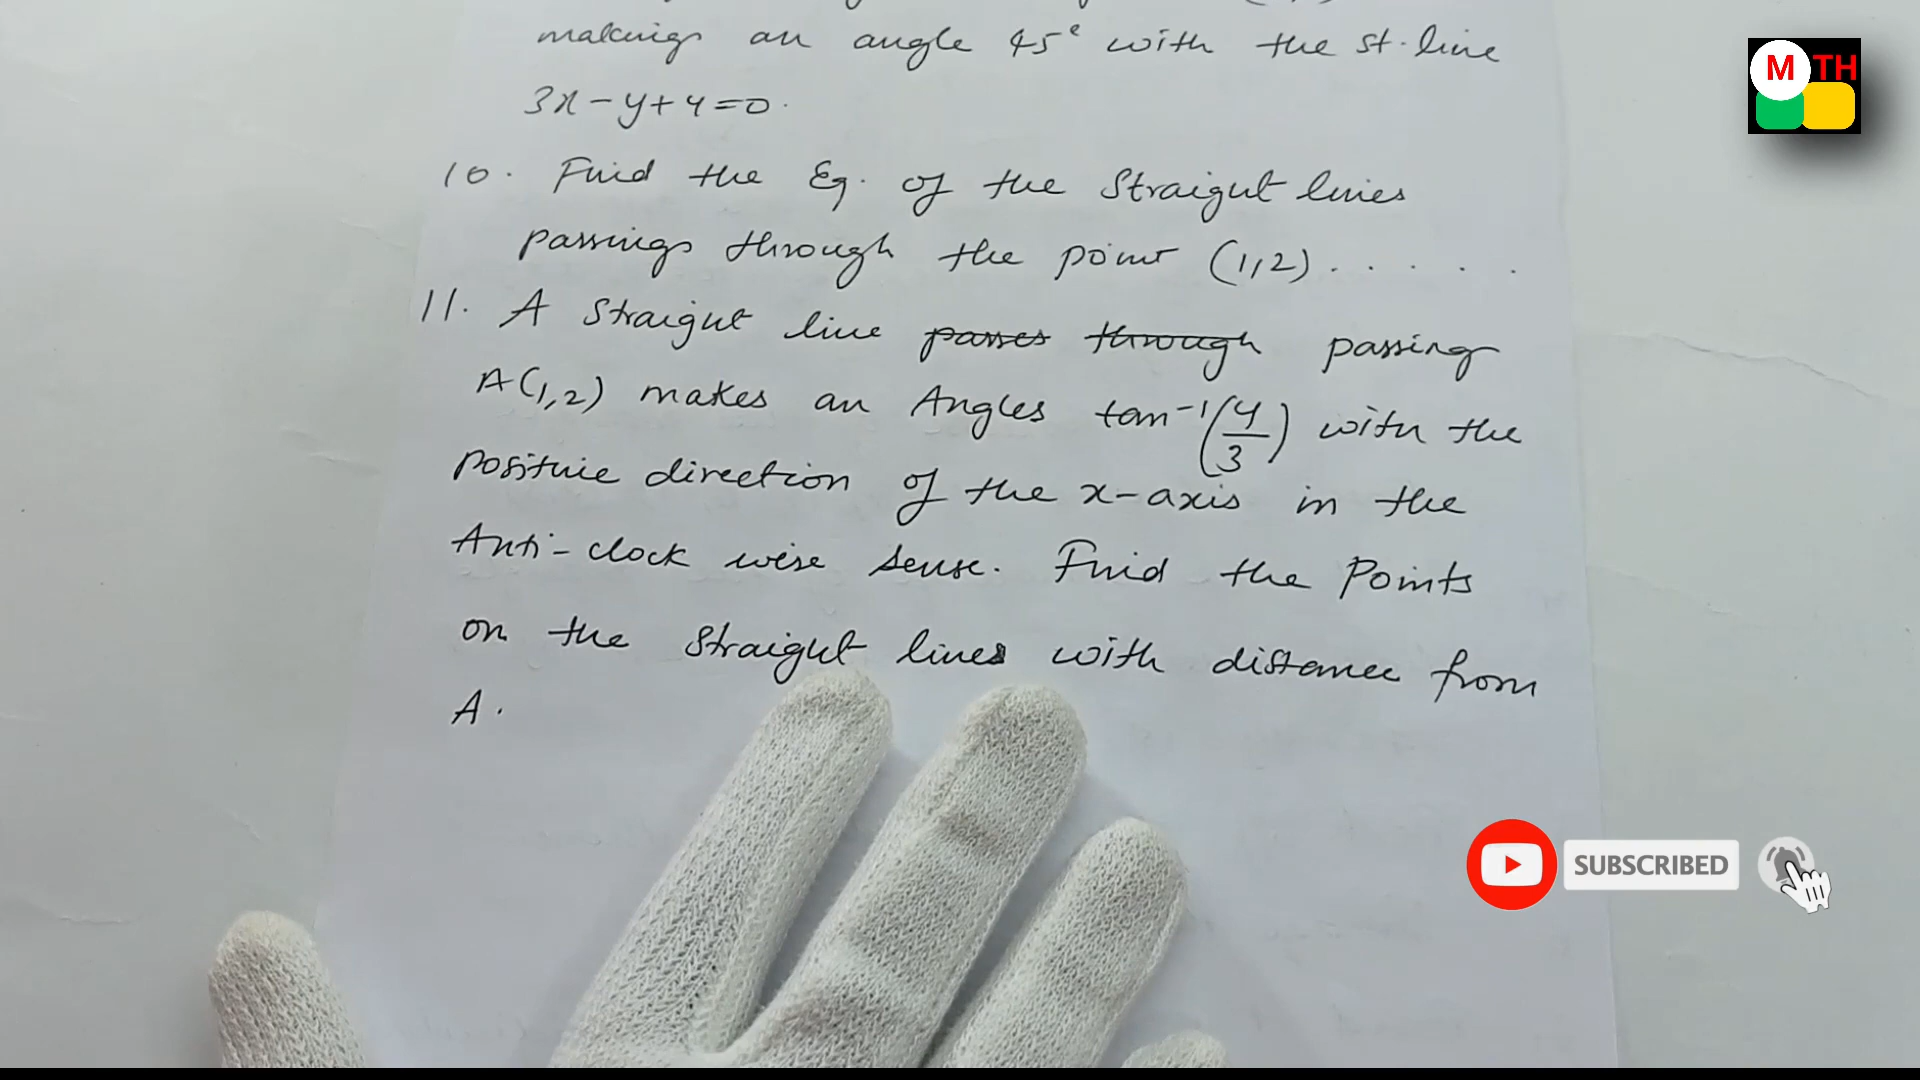 makings an angle 45° with the st. line
3x - y + 4 = 0.
10. Find the Eq. of the Straight lines
passings through the point (1,2) . . . . .
11. A Straight line passes through passing
A(1,2) makes an Angles tan⁻¹(4/3) with the
positive direction of the x-axis in the
Anti-clock wise sense. Find the Points
on the straight lines with distance from
A.
M TH
SUBSCRIBED